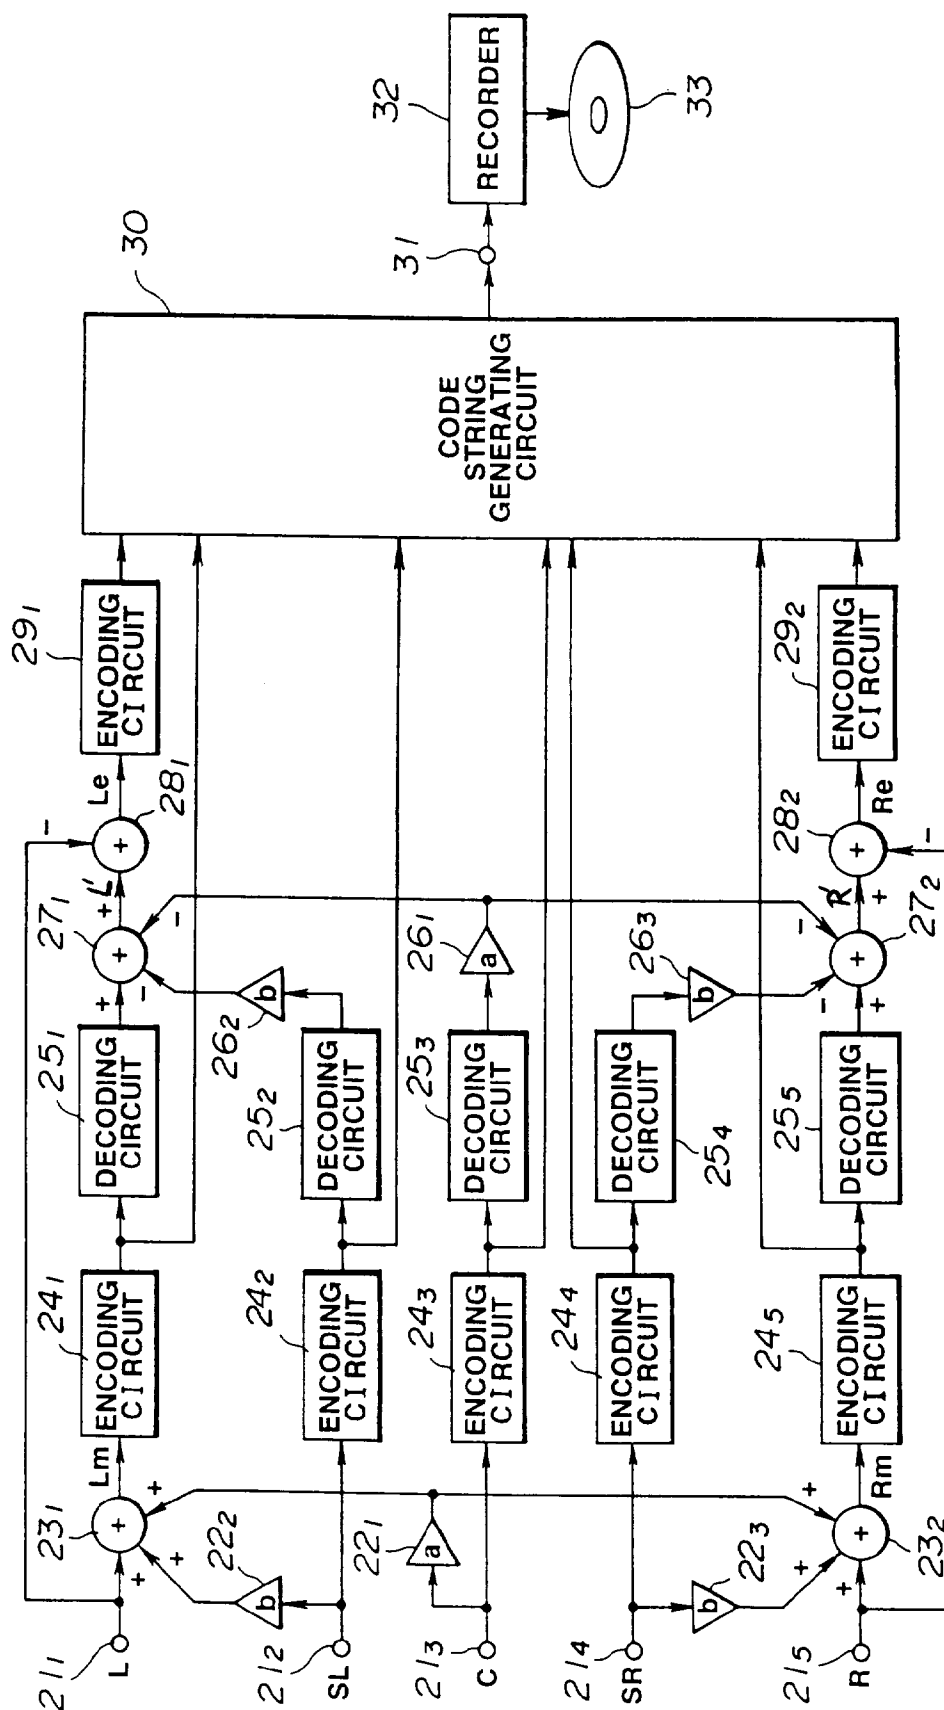 21₁
L
23₁
Lm
24₁
ENCODING
CIRCUIT
25₁
DECODING
CIRCUIT
27₁
L'
28₁
Le
29₁
ENCODING
CIRCUIT
+
+
+
+
+
+
-
-
+
+
-
22₂
b
21₂
SL
24₂
ENCODING
CIRCUIT
25₂
DECODING
CIRCUIT
26₂
b
21₃
C
22₁
a
24₃
ENCODING
CIRCUIT
25₃
DECODING
CIRCUIT
26₁
a
21₄
SR
22₃
b
24₄
ENCODING
CIRCUIT
25₄
DECODING
CIRCUIT
26₃
b
21₅
R
23₂
Rm
24₅
ENCODING
CIRCUIT
25₅
DECODING
CIRCUIT
27₂
R'
28₂
Re
29₂
ENCODING
CIRCUIT
+
+
+
+
+
+
-
-
+
+
-
30
CODE
STRING
GENERATING
CIRCUIT
31
32
RECORDER
33